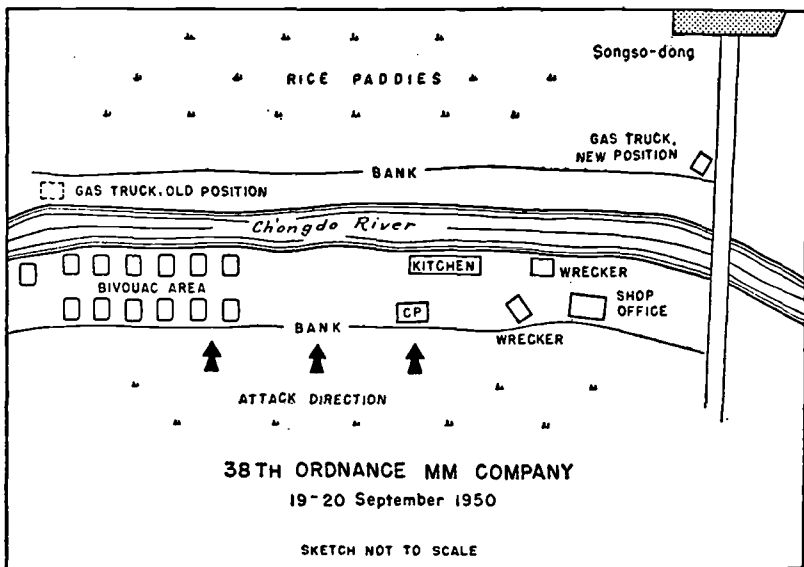 Songso-dong
RICE PADDIES
GAS TRUCK,
NEW POSITION
BANK
GAS TRUCK, OLD POSITION
Ch'ongdo River
KITCHEN
WRECKER
BIVOUAC AREA
SHOP
OFFICE
CP
BANK
WRECKER
ATTACK DIRECTION
38TH ORDNANCE MM COMPANY
19-20 September 1950
SKETCH NOT TO SCALE